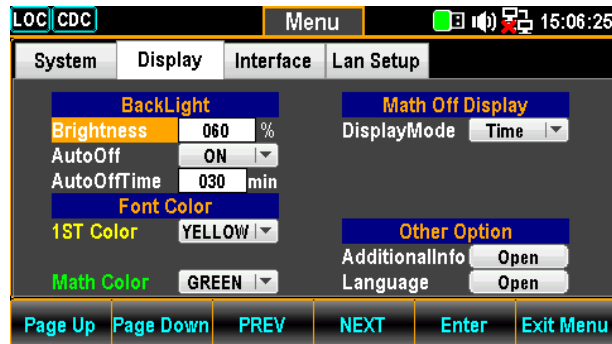 LOC CDC Menu 15:06:25
System Display Interface Lan Setup
BackLight
Brightness 060 %
AutoOff ON
AutoOffTime 030 min
Font Color
1ST Color YELLOW
Math Color GREEN
Math Off Display
DisplayMode Time
Other Option
AdditionalInfo Open
Language Open
Page Up Page Down PREV NEXT Enter Exit Menu